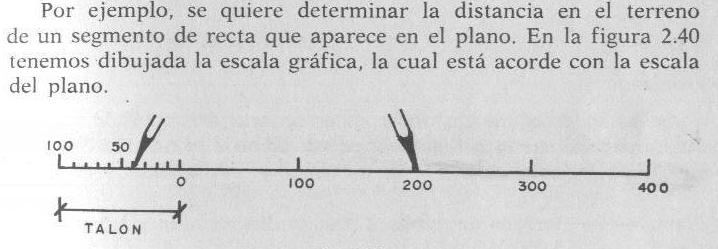 Por ejemplo, se quiere determinar la distancia en el terreno
de un segmento de recta que aparece en el plano. En la figura 2.40
tenemos dibujada la escala gráfica, la cual está acorde con la escala
del plano.
100 50
0 100 200 300 400
TALON